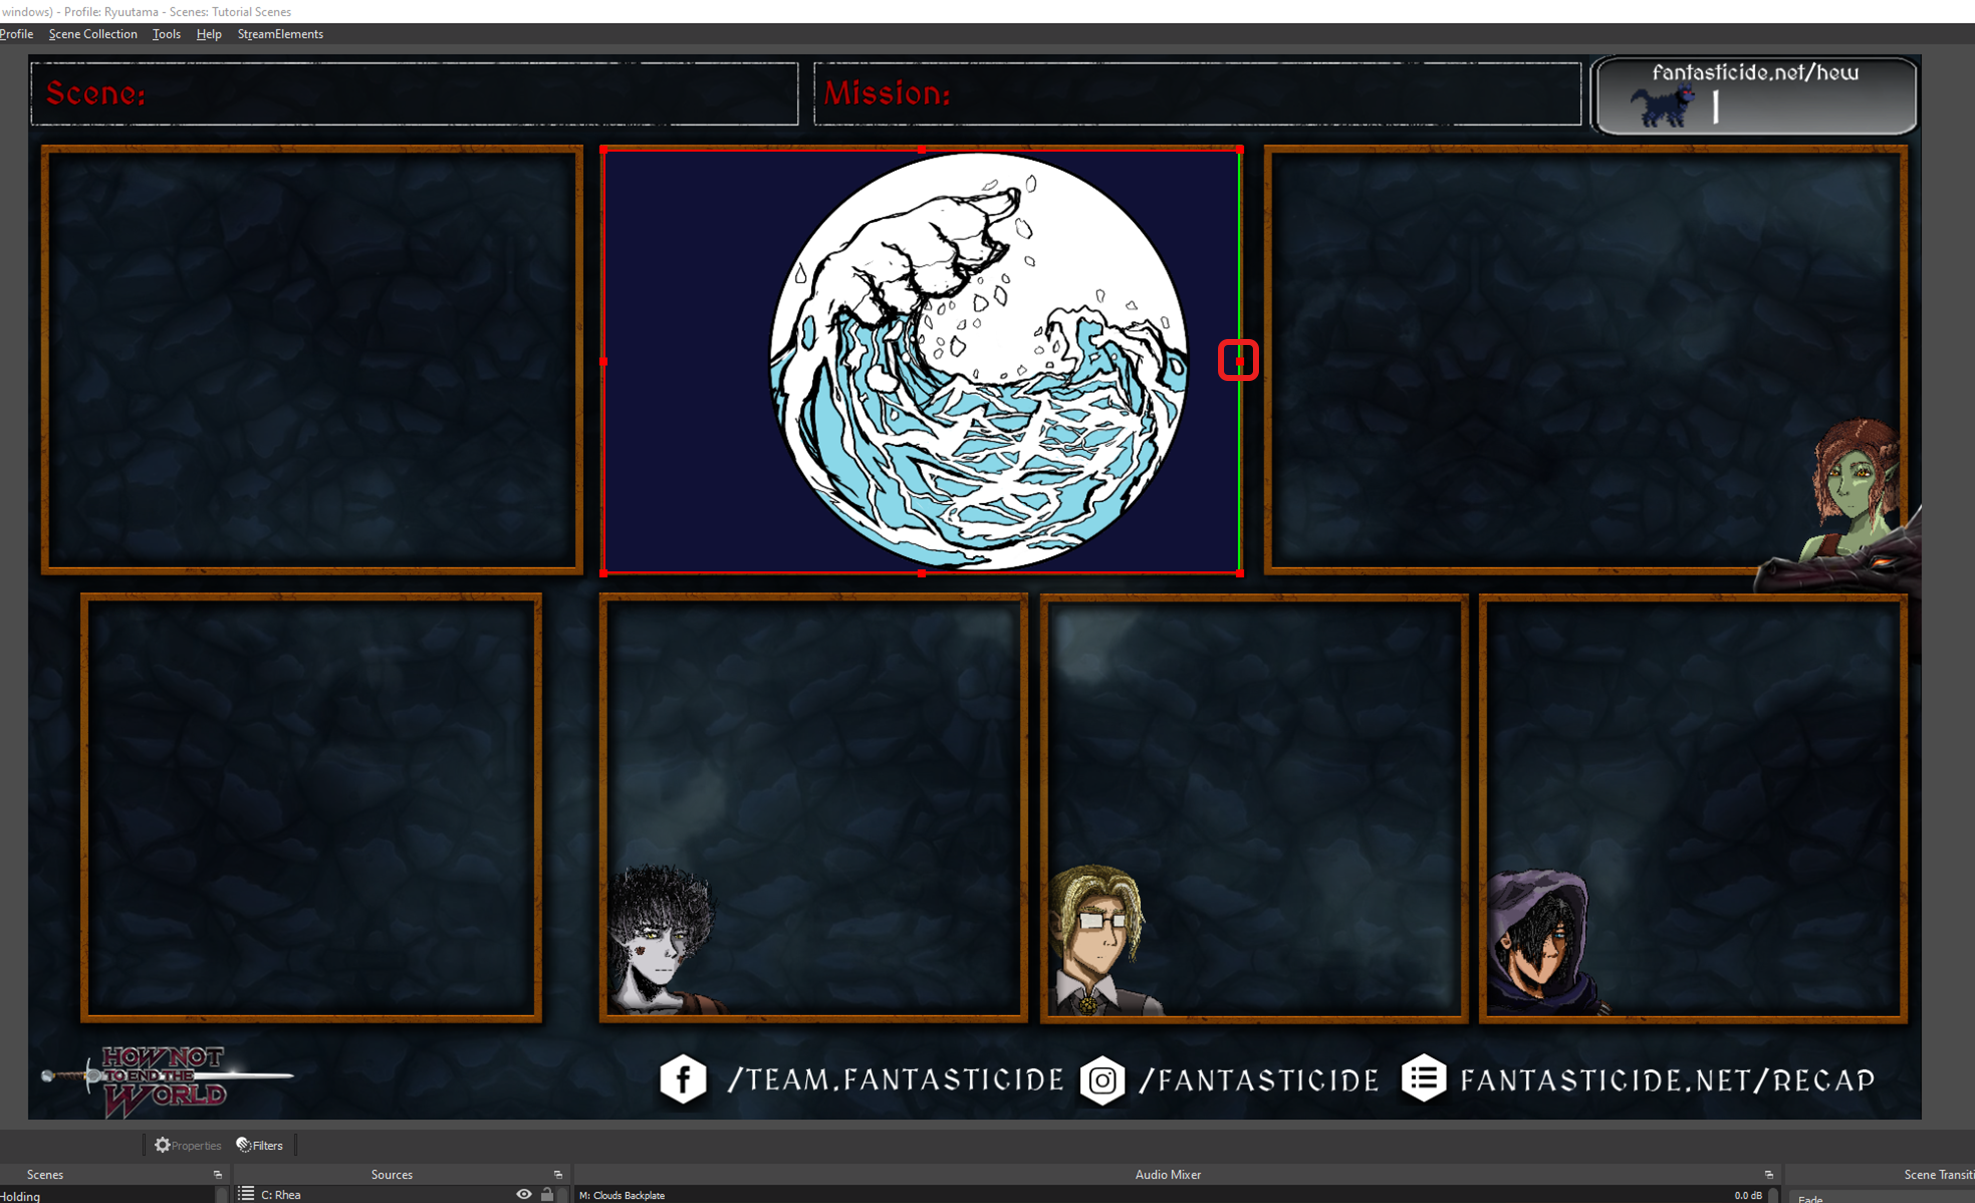 windows) - Profile: Ryuutama - Scenes: Tutorial Scenes
Profile Scene Collection Tools Help StreamElements
Scene:
Mission:
fantasticide.net/hew
HOW NOT
TO END THE
WORLD
/TEAM.FANTASTICIDE
/FANTASTICIDE
FANTASTICIDE.NET/RECAP
Properties Filters
Scenes
Sources
Audio Mixer
Scene Transiti
Holding
C: Rhea
M: Clouds Backplate
0.0 dB
Fade